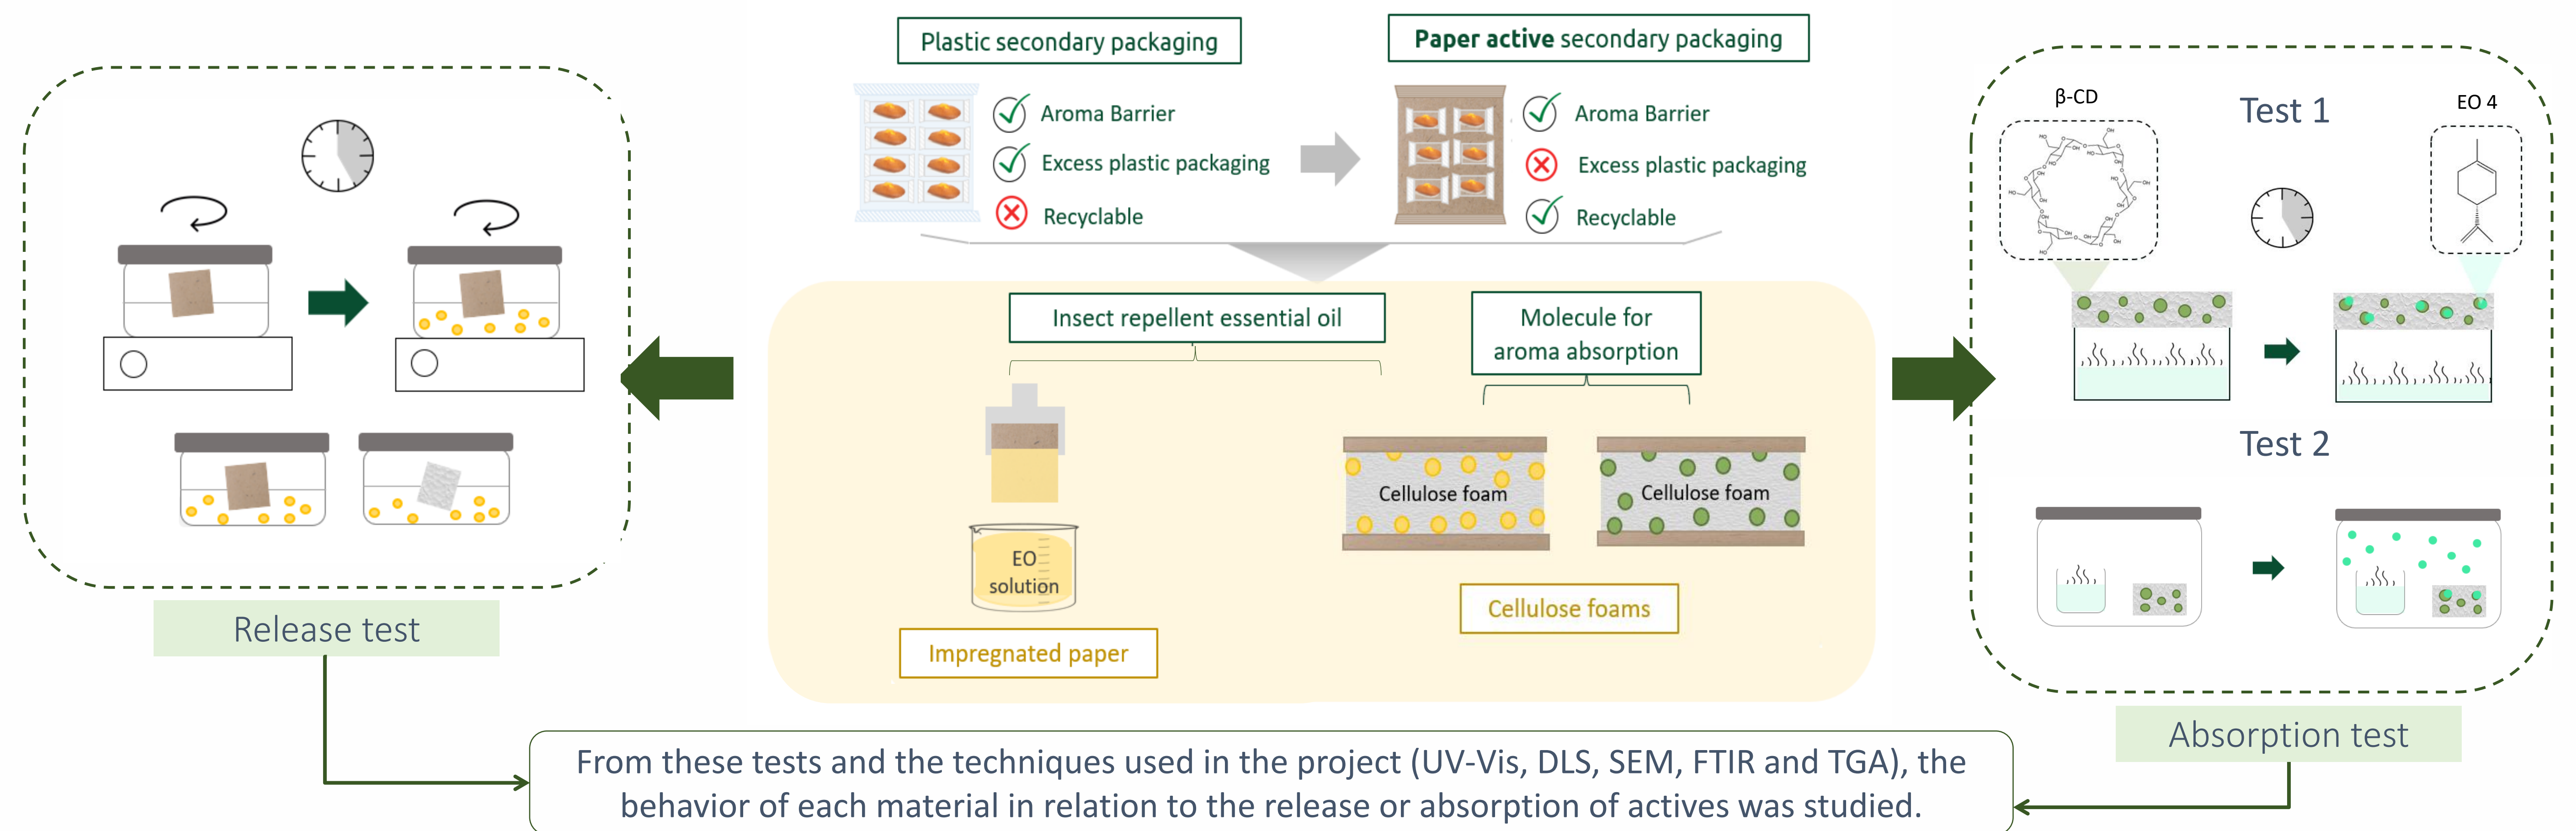 Plastic secondary packaging
Aroma Barrier
Excess plastic packaging
Recyclable
Paper active secondary packaging
Aroma Barrier
Excess plastic packaging
Recyclable
Insect repellent essential oil
Molecule for
aroma absorption
EO
solution
Impregnated paper
Cellulose foam
Cellulose foam
Cellulose foams
Release test
β-CD
Test 1
EO 4
Test 2
Absorption test
From these tests and the techniques used in the project (UV-Vis, DLS, SEM, FTIR and TGA), the
behavior of each material in relation to the release or absorption of actives was studied.